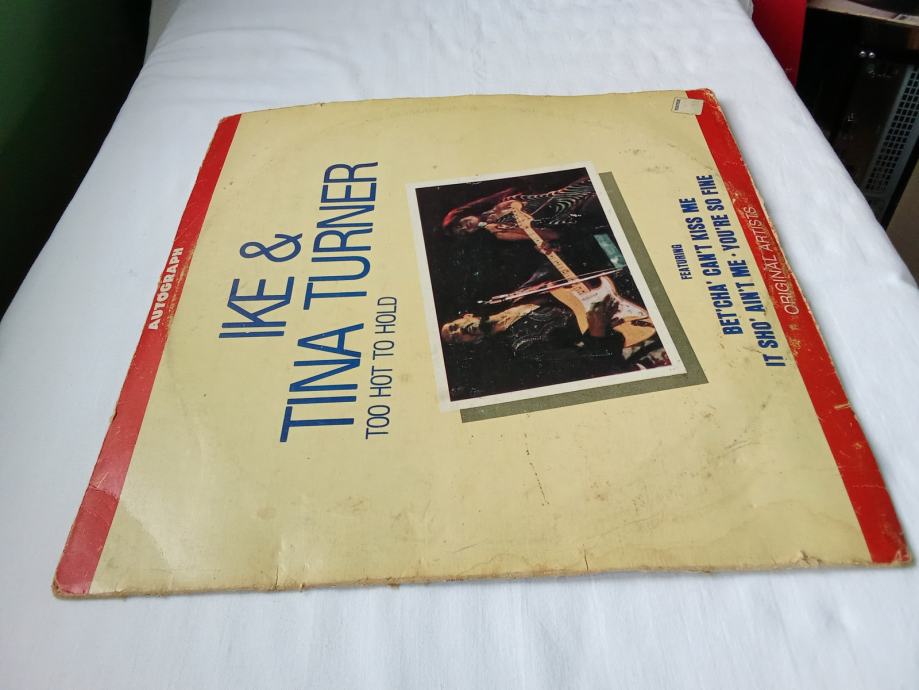 AUTOGRAPH
IKE &
TINA TURNER
TOO HOT TO HOLD
FEATURING
BET'CHA' CAN'T KISS ME
IT SHO' AIN'T ME · YOU'RE SO FINE
ORIGINAL ARTISTS